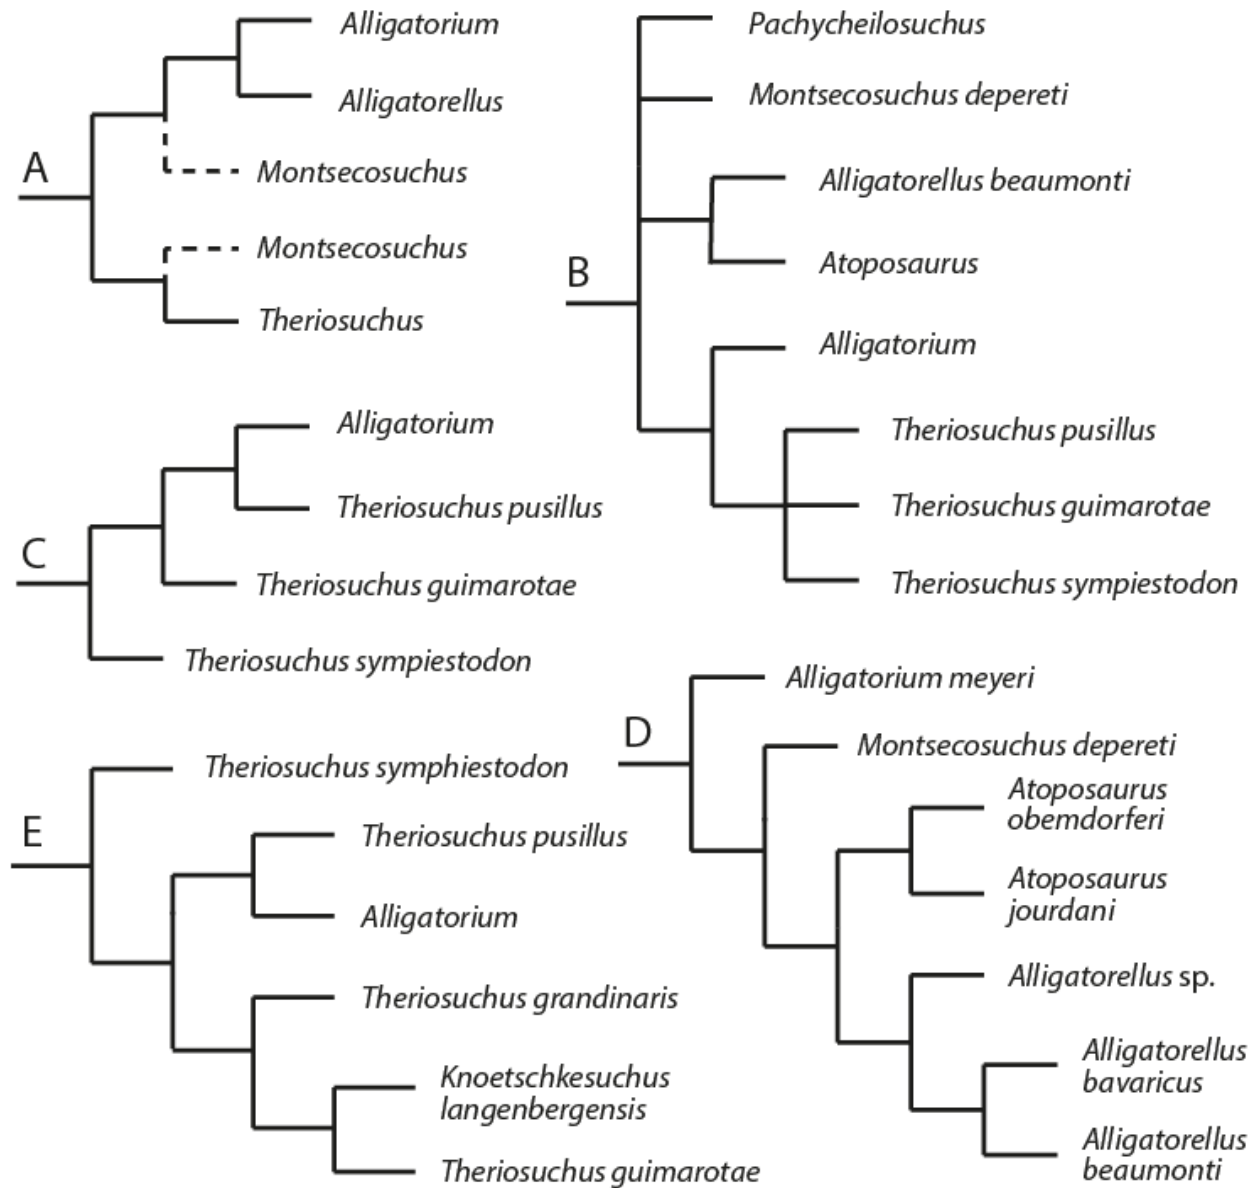 A
Alligatorium
Alligatorellus
Montsecosuchus
Montsecosuchus
Theriosuchus
B
Pachycheilosuchus
Montsecosuchus depereti
Alligatorellus beaumonti
Atoposaurus
Alligatorium
Theriosuchus pusillus
Theriosuchus guimarotae
Theriosuchus sympiestodon
C
Alligatorium
Theriosuchus pusillus
Theriosuchus guimarotae
Theriosuchus sympiestodon
D
Alligatorium meyeri
Montsecosuchus depereti
Atoposaurus
obemdorferi
Atoposaurus
jourdani
Alligatorellus sp.
Alligatorellus
bavaricus
Alligatorellus
beaumonti
E
Theriosuchus symphiestodon
Theriosuchus pusillus
Alligatorium
Theriosuchus grandinaris
Knoetschkesuchus
langenbergensis
Theriosuchus guimarotae